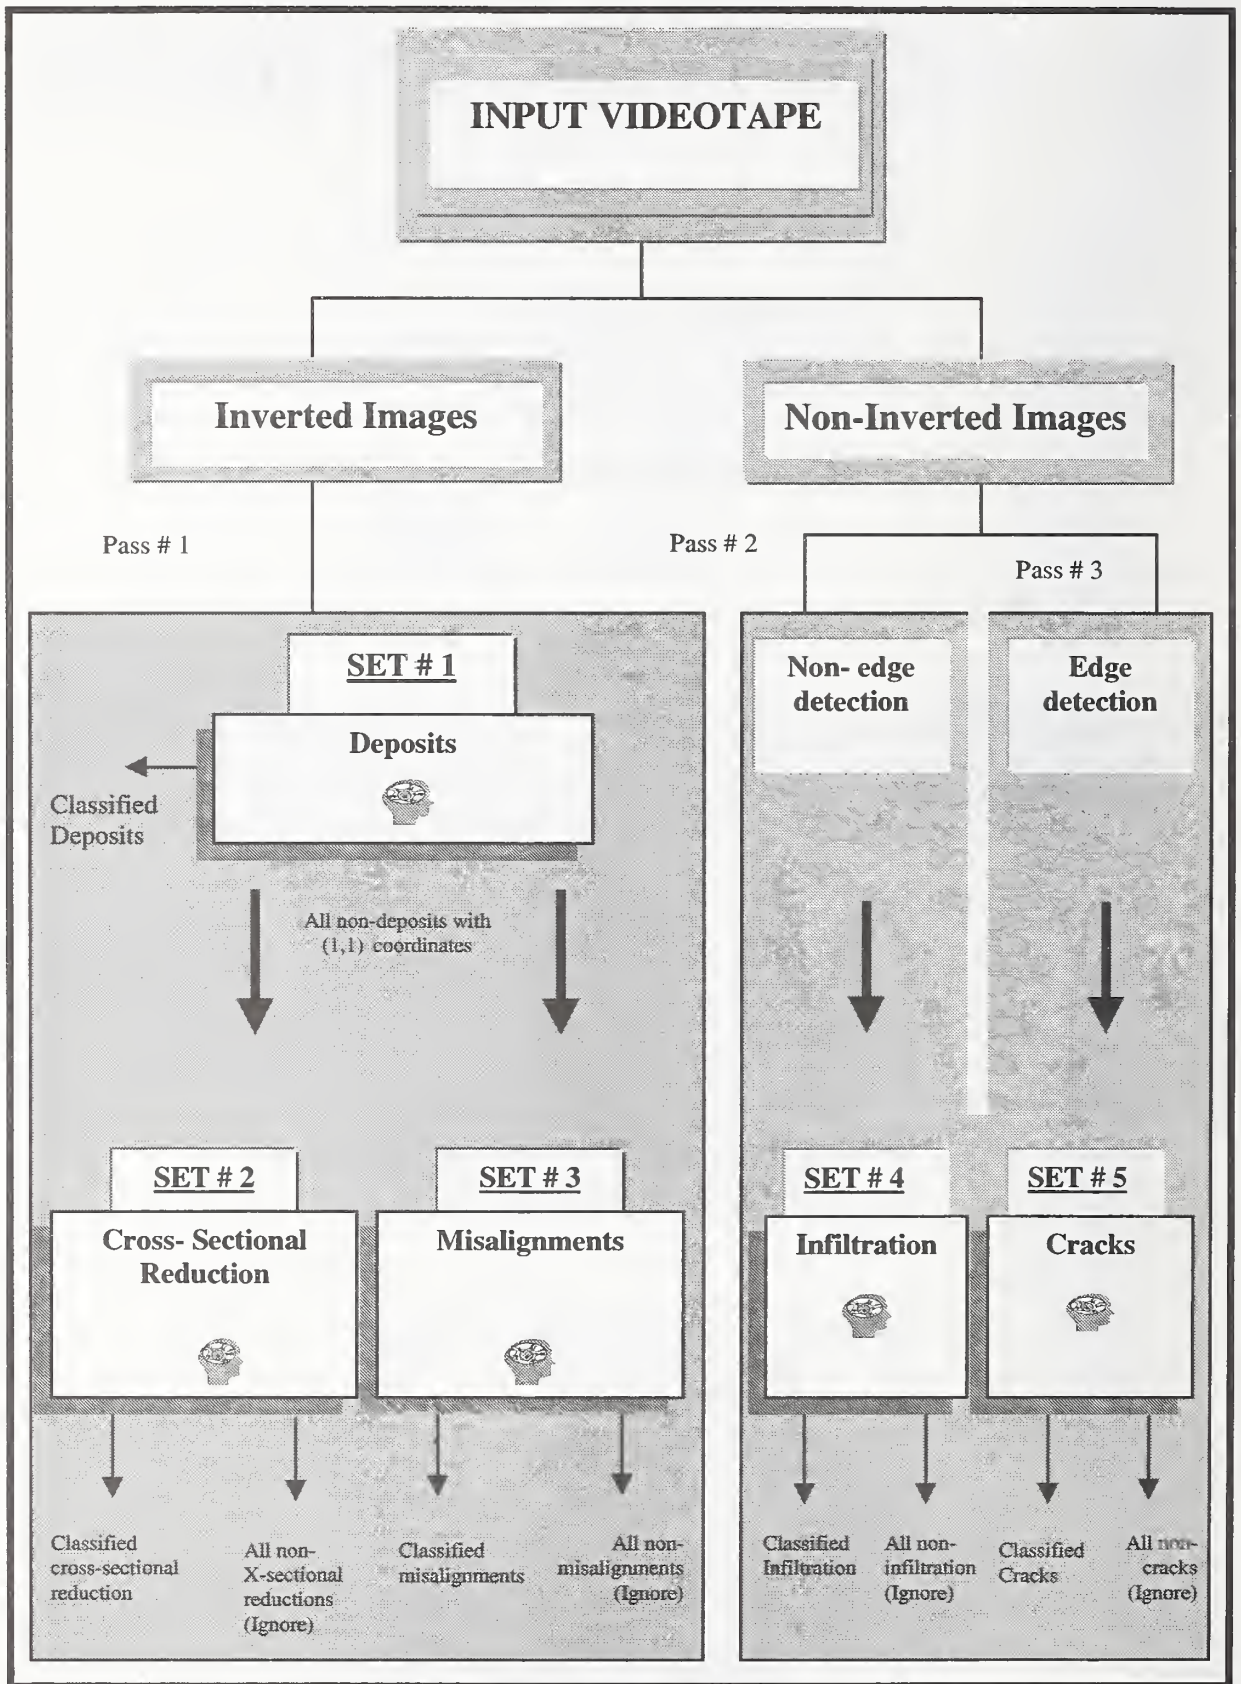 INPUT VIDEOTAPE
Inverted Images
Non-Inverted Images
Pass # 1
Pass # 2
Pass # 3
SET # 1
Deposits
Classified
Deposits
All non-deposits with
(1,1) coordinates
Non- edge
detection
Edge
detection
SET # 2
Cross- Sectional
Reduction
SET # 3
Misalignments
SET # 4
Infiltration
SET # 5
Cracks
Classified
cross-sectional
reduction
All non-
X-sectional
reductions
(Ignore)
Classified
misalignments
All non-
misalignments
(Ignore)
Classified
Infiltration
All non-
infiltration
(Ignore)
Classified
Cracks
All non-
cracks
(Ignore)